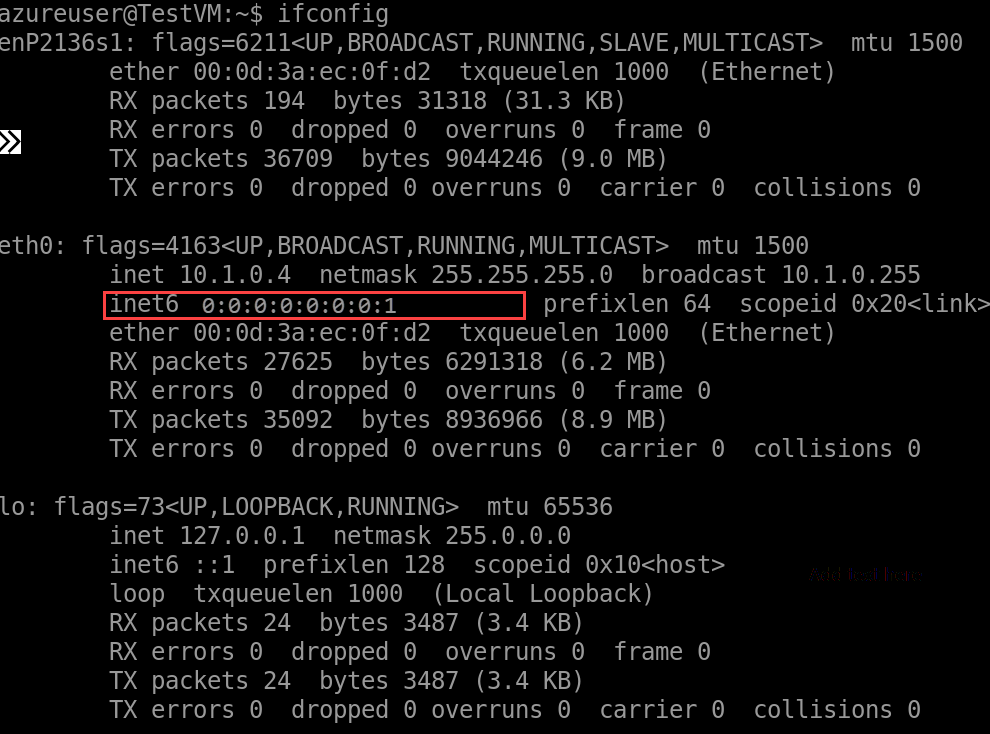 azureuser@TestVM:~$ ifconfig
enP2136s1: flags=6211<UP,BROADCAST,RUNNING,SLAVE,MULTICAST>  mtu 1500
        ether 00:0d:3a:ec:0f:d2  txqueuelen 1000  (Ethernet)
        RX packets 194  bytes 31318 (31.3 KB)
        RX errors 0  dropped 0  overruns 0  frame 0
        TX packets 36709  bytes 9044246 (9.0 MB)
        TX errors 0  dropped 0 overruns 0  carrier 0  collisions 0

eth0: flags=4163<UP,BROADCAST,RUNNING,MULTICAST>  mtu 1500
        inet 10.1.0.4  netmask 255.255.255.0  broadcast 10.1.0.255
        inet6 0:0:0:0:0:0:0:1  prefixlen 64  scopeid 0x20<link>
        ether 00:0d:3a:ec:0f:d2  txqueuelen 1000  (Ethernet)
        RX packets 27625  bytes 6291318 (6.2 MB)
        RX errors 0  dropped 0  overruns 0  frame 0
        TX packets 35092  bytes 8936966 (8.9 MB)
        TX errors 0  dropped 0 overruns 0  carrier 0  collisions 0

lo: flags=73<UP,LOOPBACK,RUNNING>  mtu 65536
        inet 127.0.0.1  netmask 255.0.0.0
        inet6 ::1  prefixlen 128  scopeid 0x10<host>
Add text here
        loop  txqueuelen 1000  (Local Loopback)
        RX packets 24  bytes 3487 (3.4 KB)
        RX errors 0  dropped 0  overruns 0  frame 0
        TX packets 24  bytes 3487 (3.4 KB)
        TX errors 0  dropped 0 overruns 0  carrier 0  collisions 0